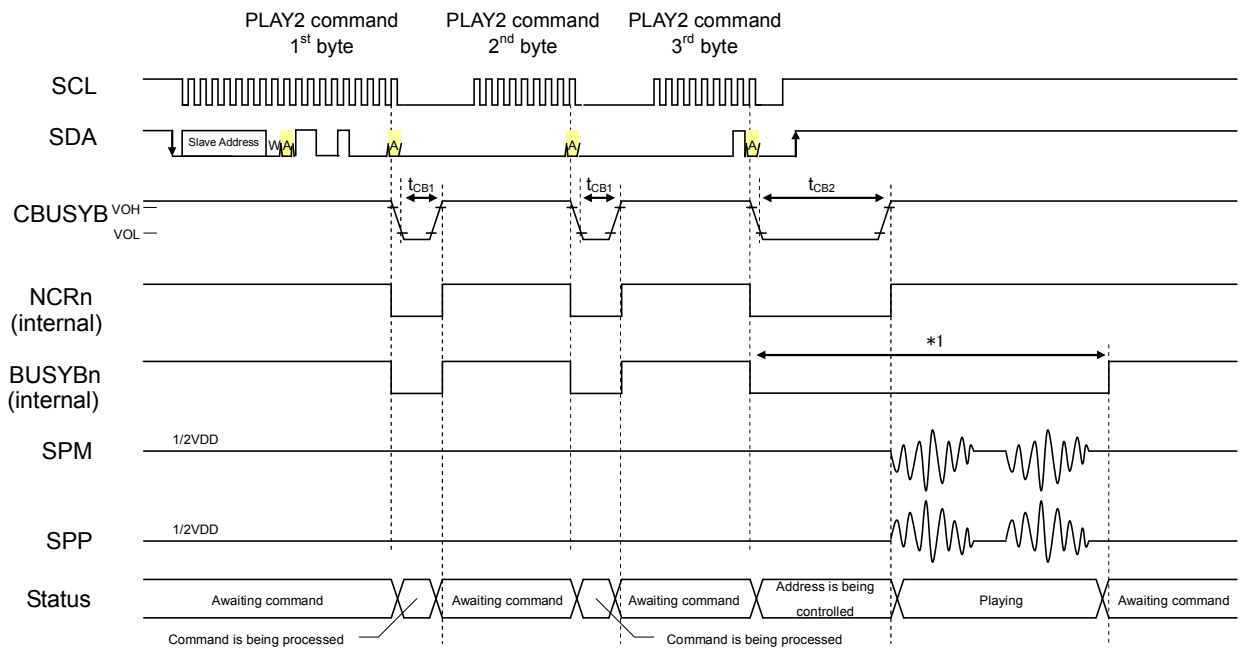 PLAY2 command
1st byte
PLAY2 command
2nd byte
PLAY2 command
3rd byte
SCL
SDA
Slave Address
W
A
A
A
A
tCB1
tCB1
tCB2
CBUSYB
VOH
VOL
NCRn
(internal)
*1
BUSYBn
(internal)
SPM
1/2VDD
SPP
1/2VDD
Status
Awaiting command
Awaiting command
Awaiting command
Address is being
controlled
Playing
Awaiting command
Command is being processed
Command is being processed